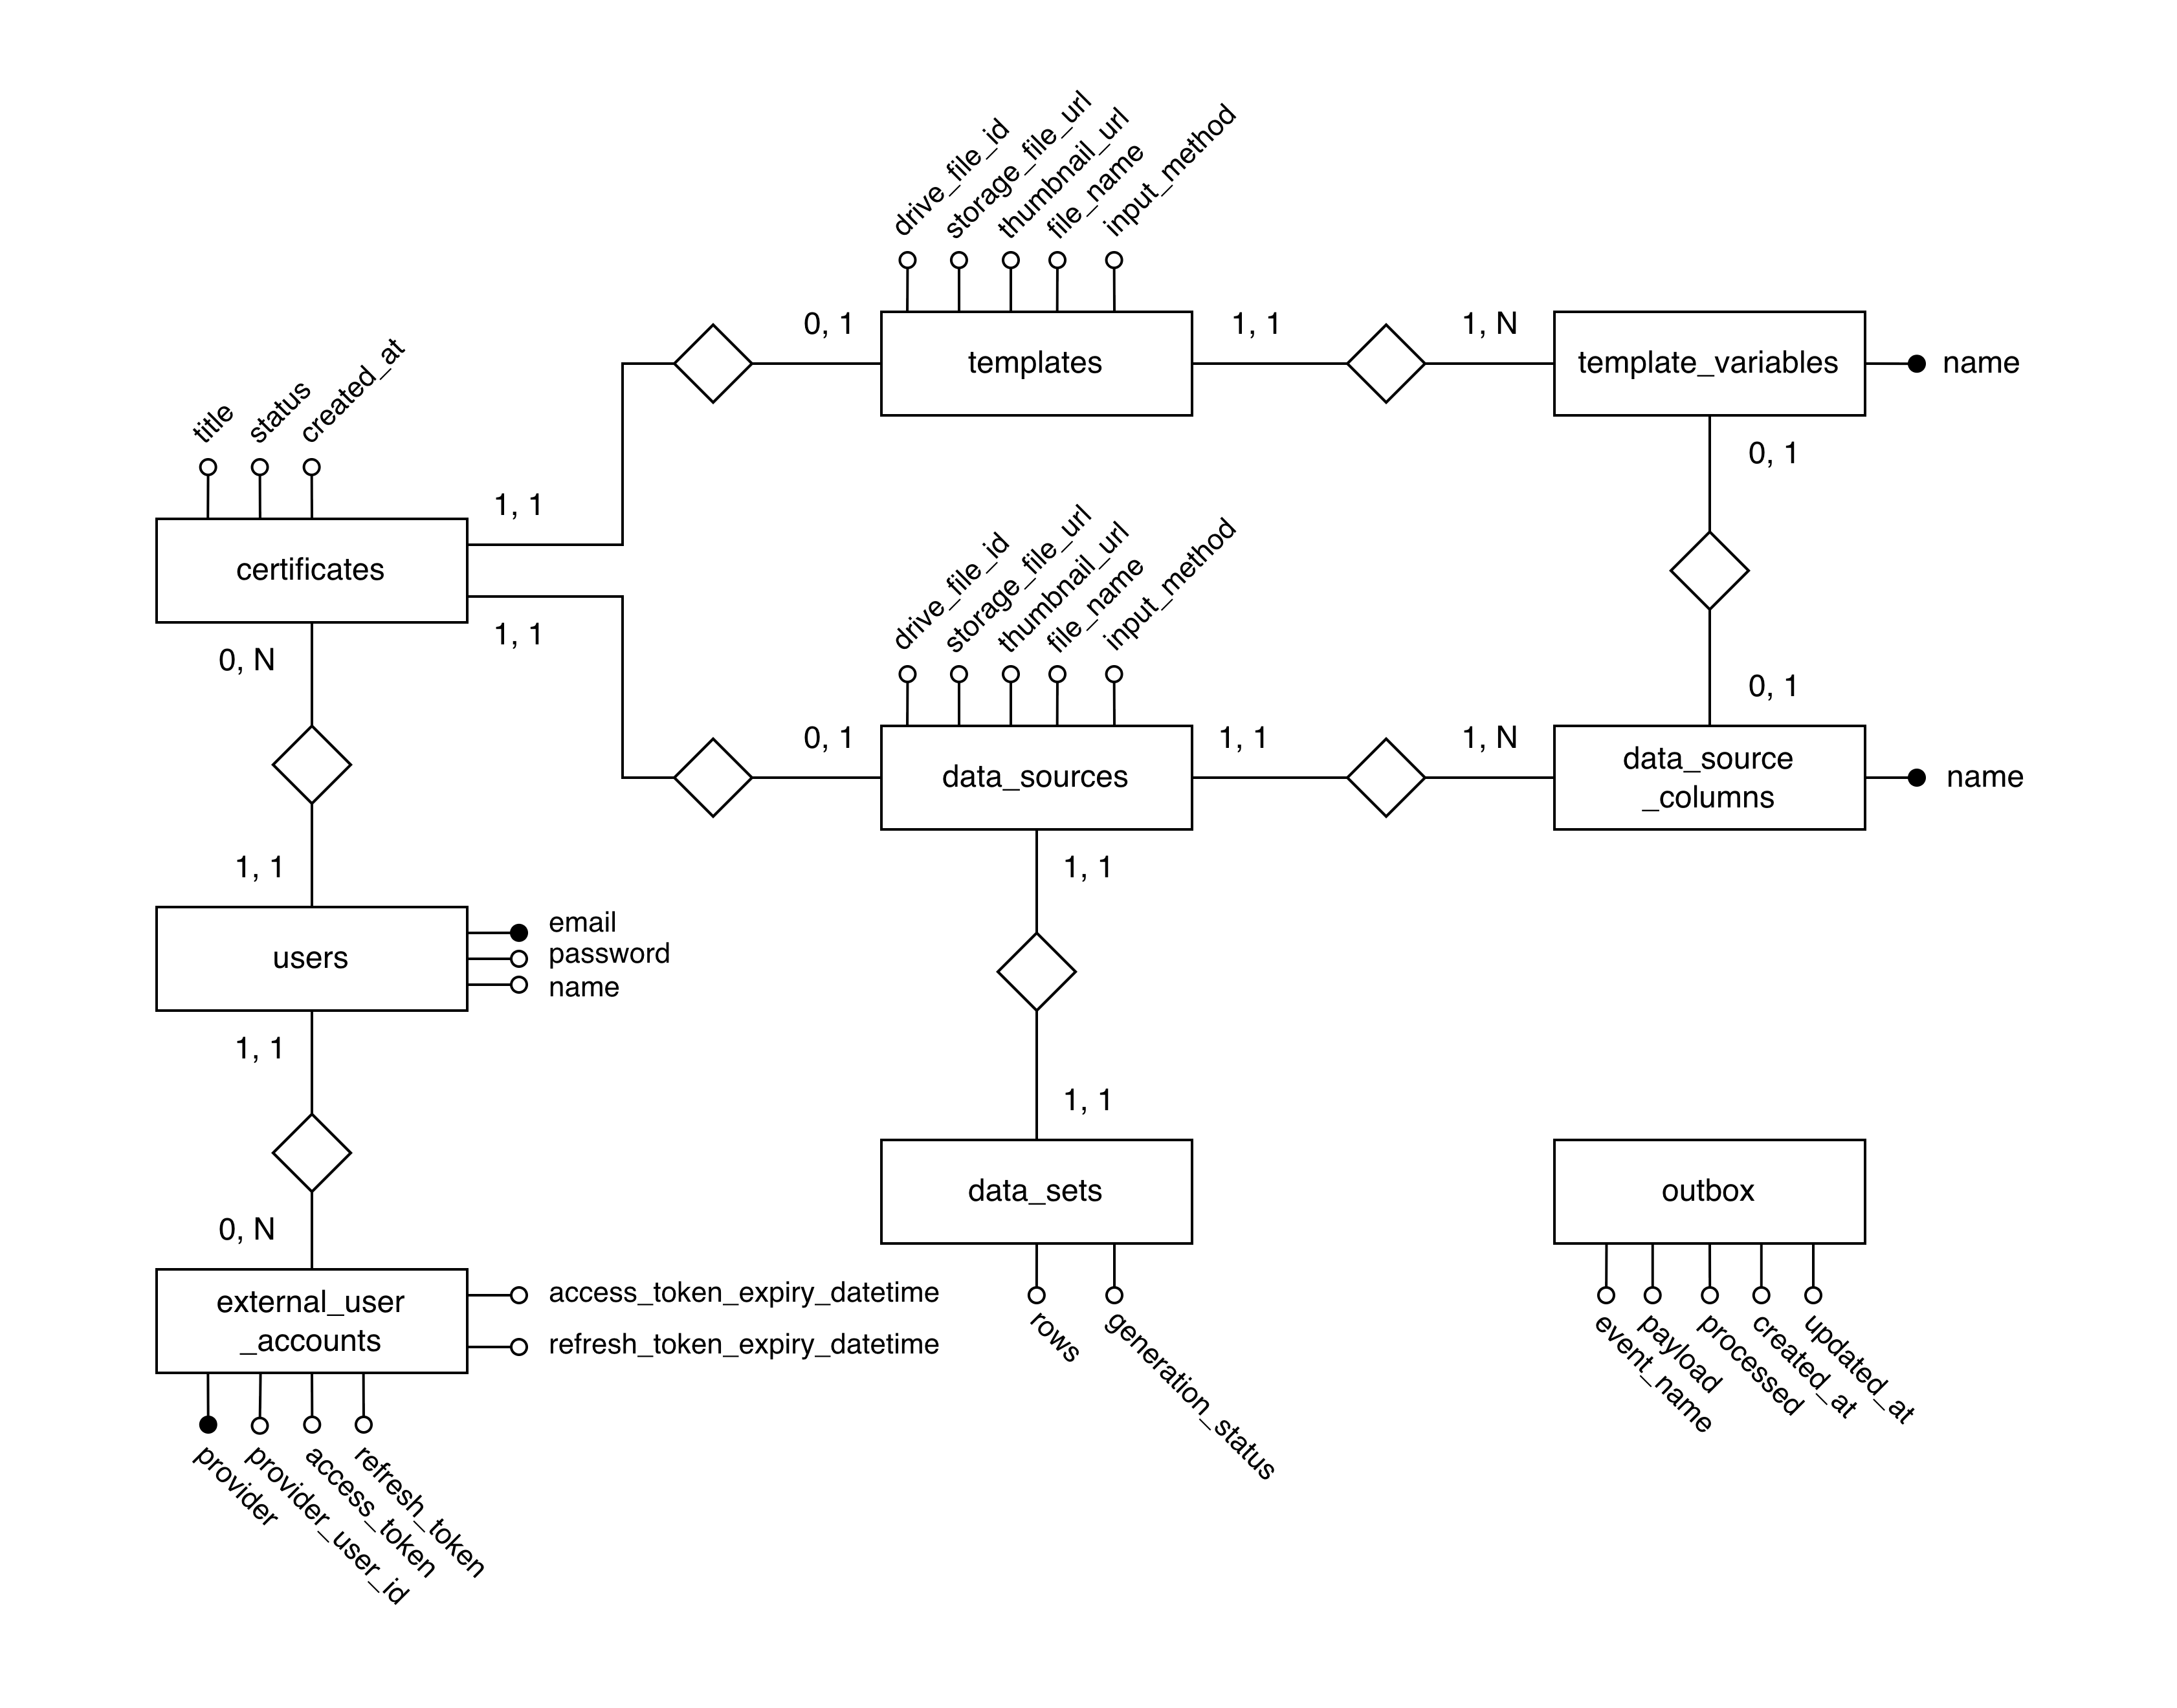 drive_file_id
storage_file_url
thumbnail_url
file_name
input_method
0, 1
templates
1, 1
1, N
template_variables
name
title
status
created_at
1, 1
certificates
1, 1
0, N
0, 1
drive_file_id
storage_file_url
thumbnail_url
file_name
input_method
0, 1
data_sources
1, 1
1, N
0, 1
data_source
_columns
name
1, 1
users
email
password
name
1, 1
1, 1
1, 1
data_sets
rows
generation_status
outbox
event_name
payload
processed
created_at
updated_at
0, N
external_user
_accounts
access_token_expiry_datetime
refresh_token_expiry_datetime
provider
provider_user_id
access_token
refresh_token